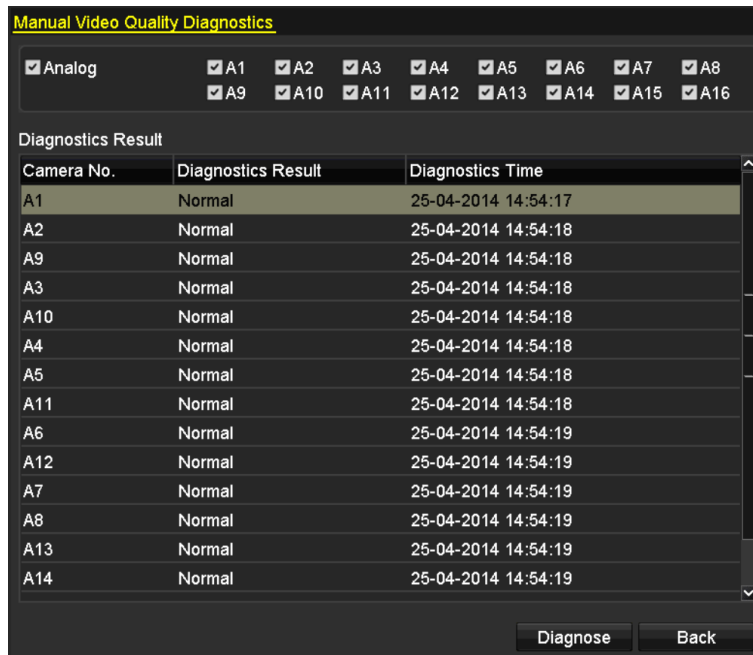 Manual Video Quality Diagnostics
Analog A1 A2 A3 A4 A5 A6 A7 A8
A9 A10 A11 A12 A13 A14 A15 A16
Diagnostics Result
Camera No. Diagnostics Result Diagnostics Time
A1 Normal 25-04-2014 14:54:17
A2 Normal 25-04-2014 14:54:18
A9 Normal 25-04-2014 14:54:18
A3 Normal 25-04-2014 14:54:18
A10 Normal 25-04-2014 14:54:18
A4 Normal 25-04-2014 14:54:18
A5 Normal 25-04-2014 14:54:18
A11 Normal 25-04-2014 14:54:18
A6 Normal 25-04-2014 14:54:19
A12 Normal 25-04-2014 14:54:19
A7 Normal 25-04-2014 14:54:19
A8 Normal 25-04-2014 14:54:19
A13 Normal 25-04-2014 14:54:19
A14 Normal 25-04-2014 14:54:19
Diagnose Back